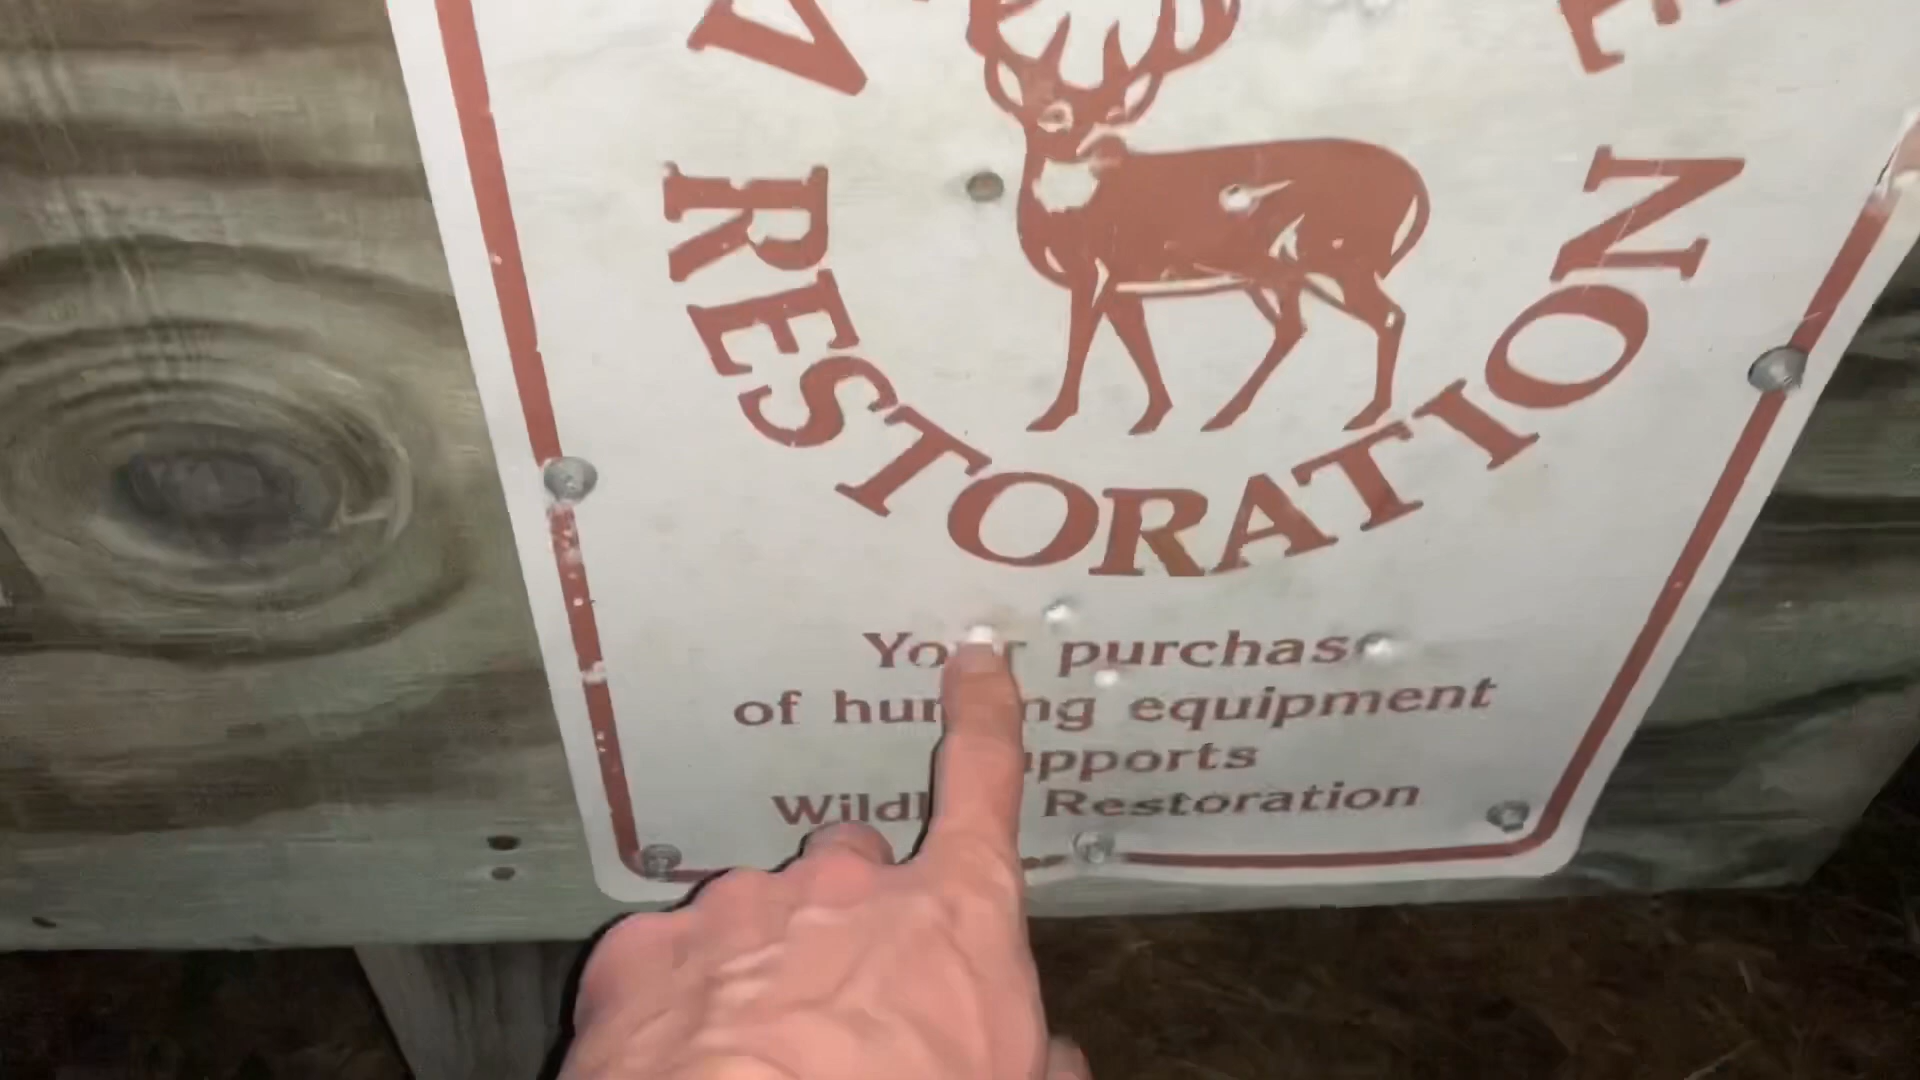 RESTORATION
Your purchase
of hunting equipment
supports
Wildlife Restoration